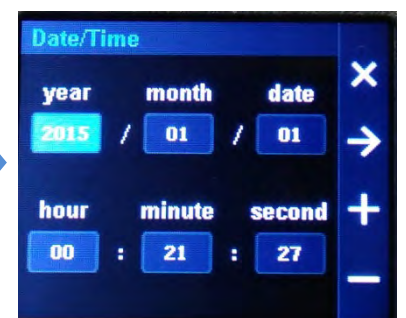 Date/Time
year month date
2015 / 01 / 01
hour minute second
00 : 21 : 27